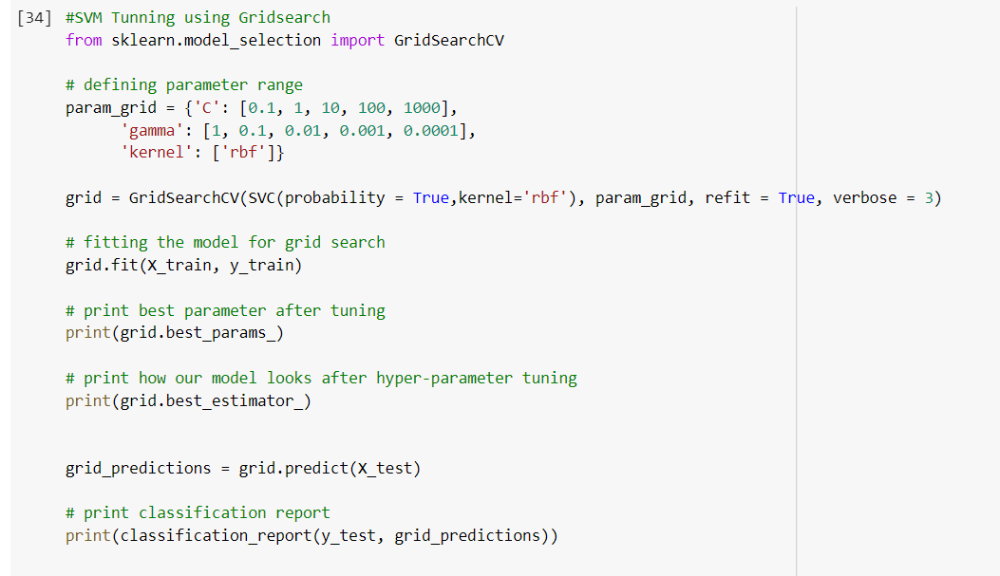 [34] #SVM Tunning using Gridsearch
from sklearn.model_selection import GridSearchCV
# defining parameter range
param_grid = {'C': [0.1, 1, 10, 100, 1000],
'gamma': [1, 0.1, 0.01, 0.001, 0.0001],
'kernel': ['rbf']}
grid = GridSearchCV(SVC(probability = True,kernel='rbf'), param_grid, refit = True, verbose = 3)
# fitting the model for grid search
grid.fit(X_train, y_train)
# print best parameter after tuning
print(grid.best_params_)
# print how our model looks after hyper-parameter tuning
print(grid.best_estimator_)
grid_predictions = grid.predict(X_test)
# print classification report
print(classification_report(y_test, grid_predictions))